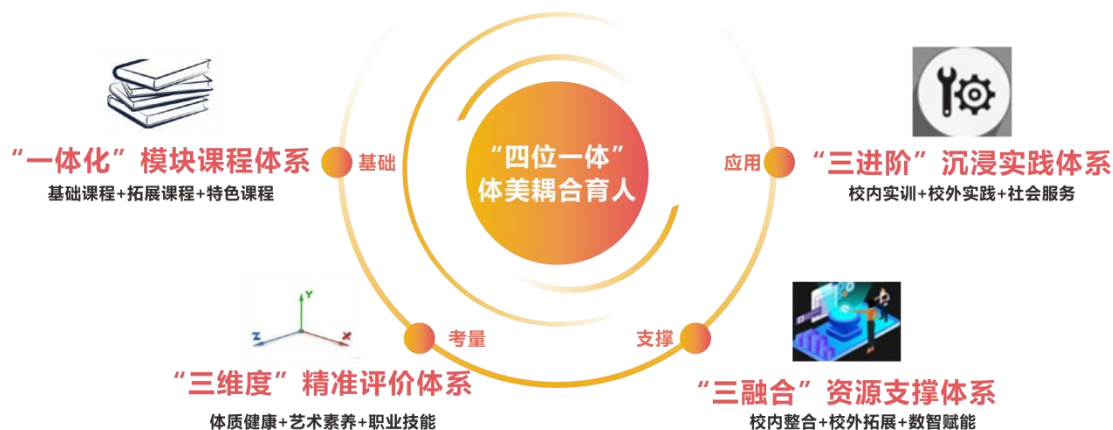 “四位一体”
体美耦合育人
基础
“一体化”模块课程体系
基础课程+拓展课程+特色课程
应用
“三进阶”沉浸实践体系
校内实训+校外实践+社会服务
Y
Z
X
考量
“三维度”精准评价体系
体质健康+艺术素养+职业技能
支撑
“三融合”资源支撑体系
校内整合+校外拓展+数智赋能